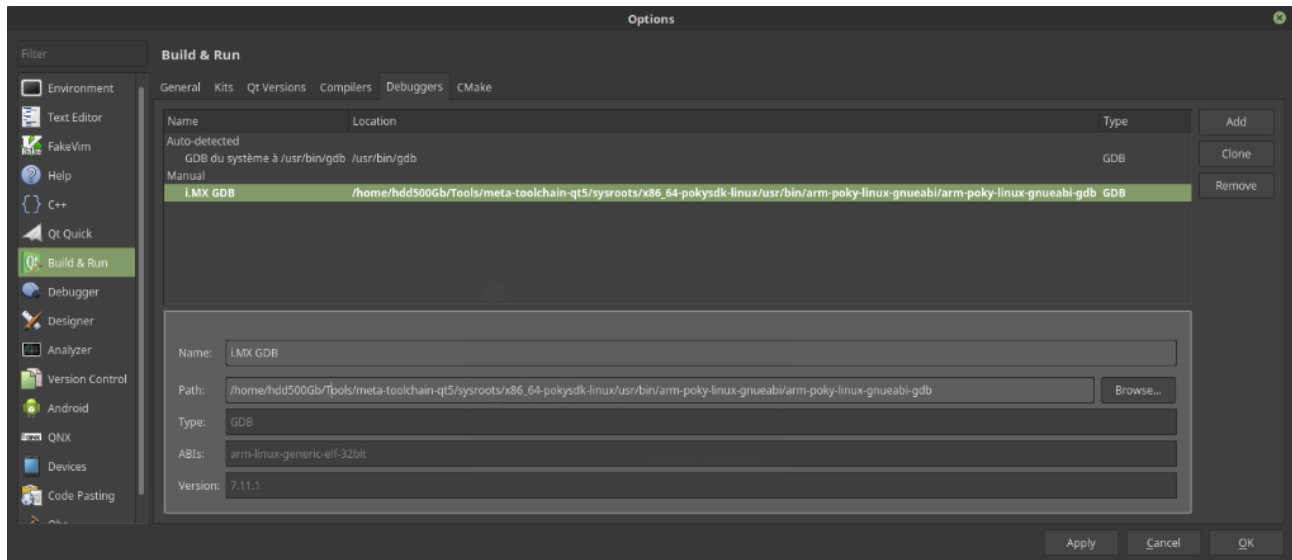 Options
Filter
Build & Run
Environment
Text Editor
FakeVim
Help
C++
Qt Quick
Build & Run
Debugger
Designer
Analyzer
Version Control
Android
QNX
Devices
Code Pasting
General Kits Qt Versions Compilers Debuggers CMake
Name Location Type
Auto-detected
GDB du système à /usr/bin/gdb /usr/bin/gdb GDB
Manual
i.MX GDB /home/hdd500Gb/Tools/meta-toolchain-qt5/sysroots/x86_64-pokysdk-linux/usr/bin/arm-poky-linux-gnueabi/arm-poky-linux-gnueabi-gdb GDB
Add
Clone
Remove
Name: i.MX GDB
Path: /home/hdd500Gb/Tools/meta-toolchain-qt5/sysroots/x86_64-pokysdk-linux/usr/bin/arm-poky-linux-gnueabi/arm-poky-linux-gnueabi-gdb Browse...
Type: GDB
ABIs: arm-linux-generic-elf-32bit
Version: 7.11.1
Apply Cancel OK